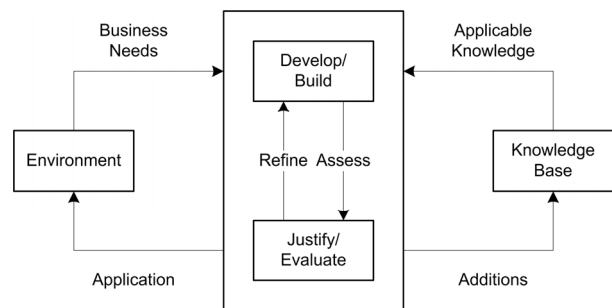 Business
Needs
Applicable
Knowledge
Develop/
Build
Environment
Refine Assess
Knowledge
Base
Justify/
Evaluate
Application
Additions